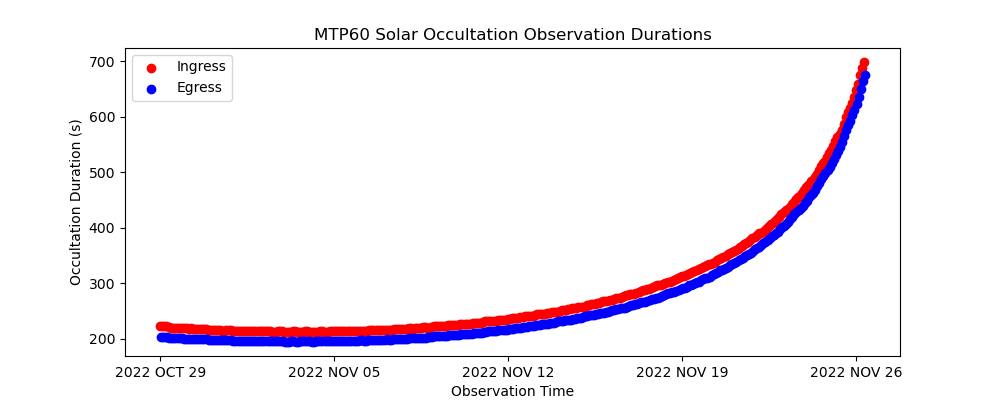 MTP60 Solar Occultation Observation Durations
Ingress
Egress
700
600
500
400
300
200
Occultation Duration (s)
2022 OCT 29
2022 NOV 05
2022 NOV 12
2022 NOV 19
2022 NOV 26
Observation Time